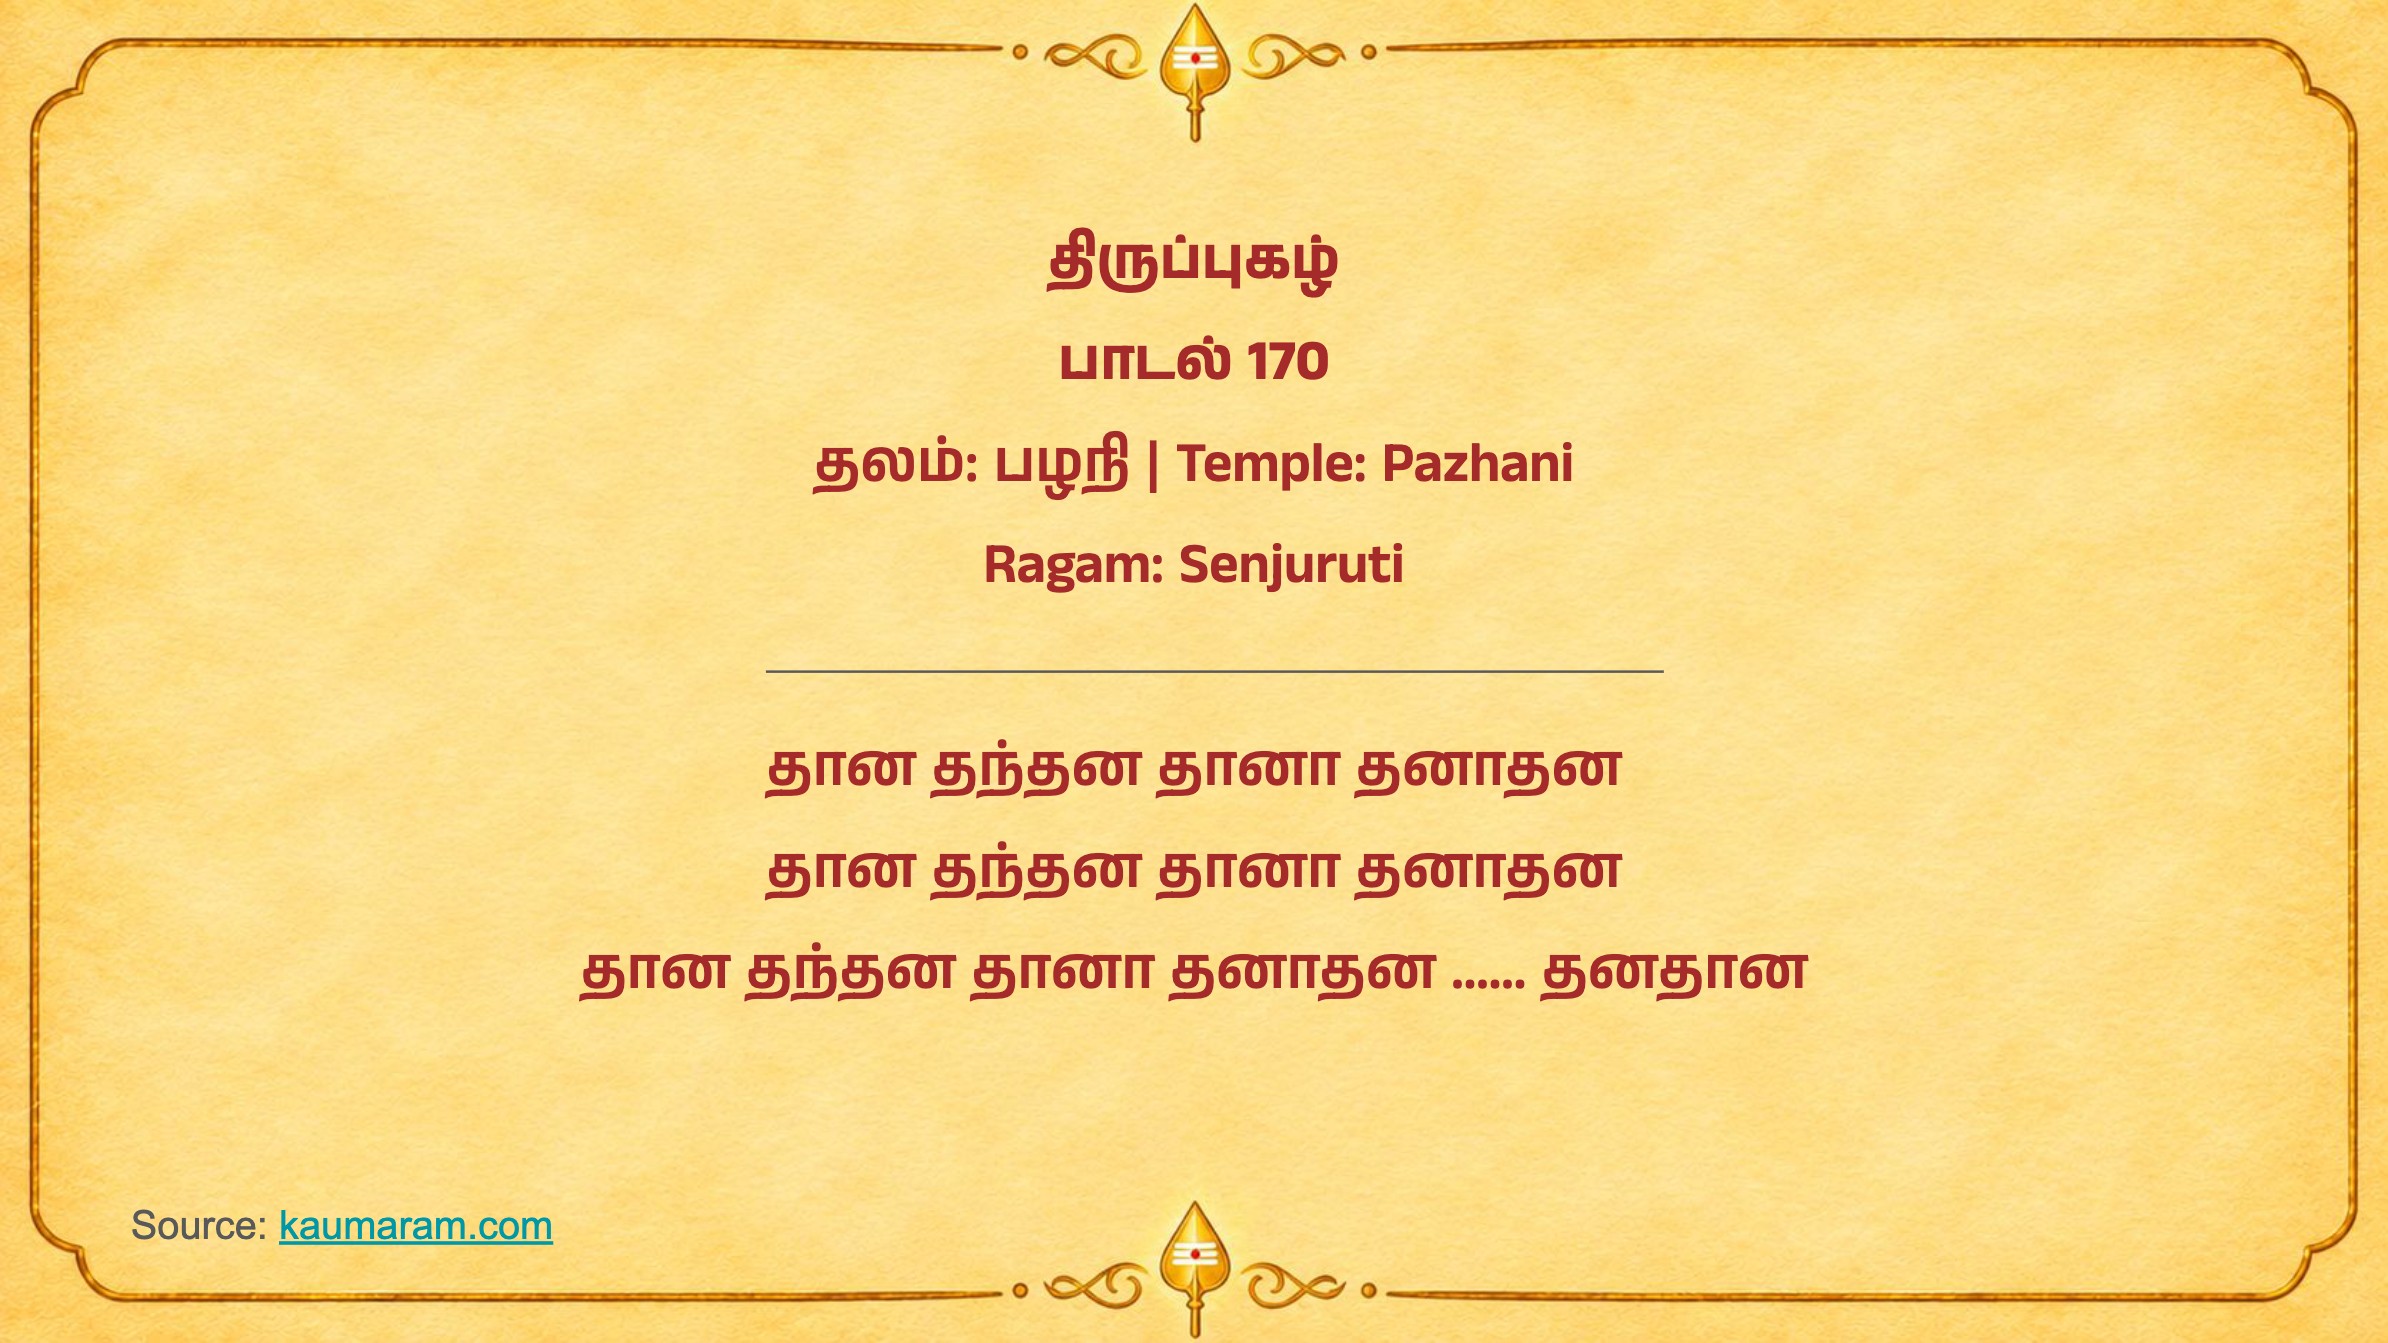 திருப்புகழ்
பாடல் 170
தலம்: பழநி | Temple: Pazhani
Ragam: Senjuruti
தான தந்தன தானா தனாதன
தான தந்தன தானா தனாதன
தான தந்தன தானா தனாதன ...... தனதான
Source: kaumaram.com